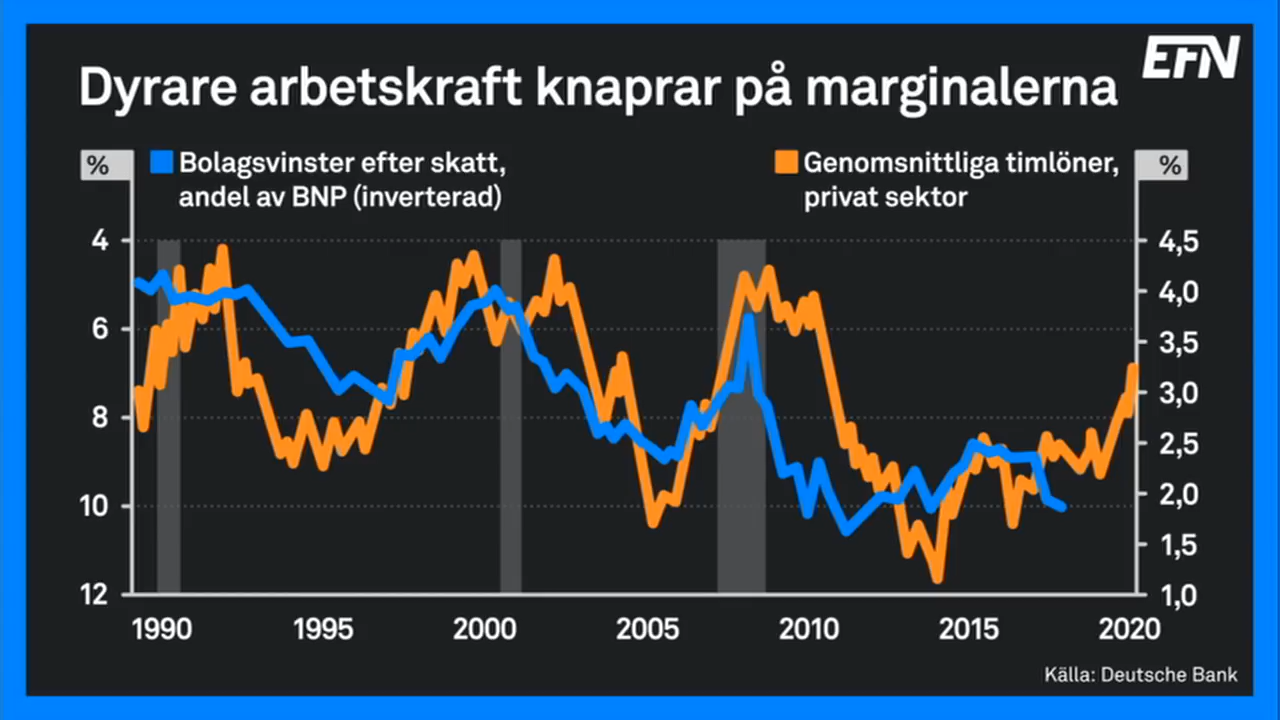 EFN
Dyrare arbetskraft knaprar på marginalerna
%
Bolagsvinster efter skatt,
andel av BNP (inverterad)
Genomsnittliga timlöner,
privat sektor
%
4
6
8
10
12
4,5
4,0
3,5
3,0
2,5
2,0
1,5
1,0
1990 1995 2000 2005 2010 2015 2020
Källa: Deutsche Bank